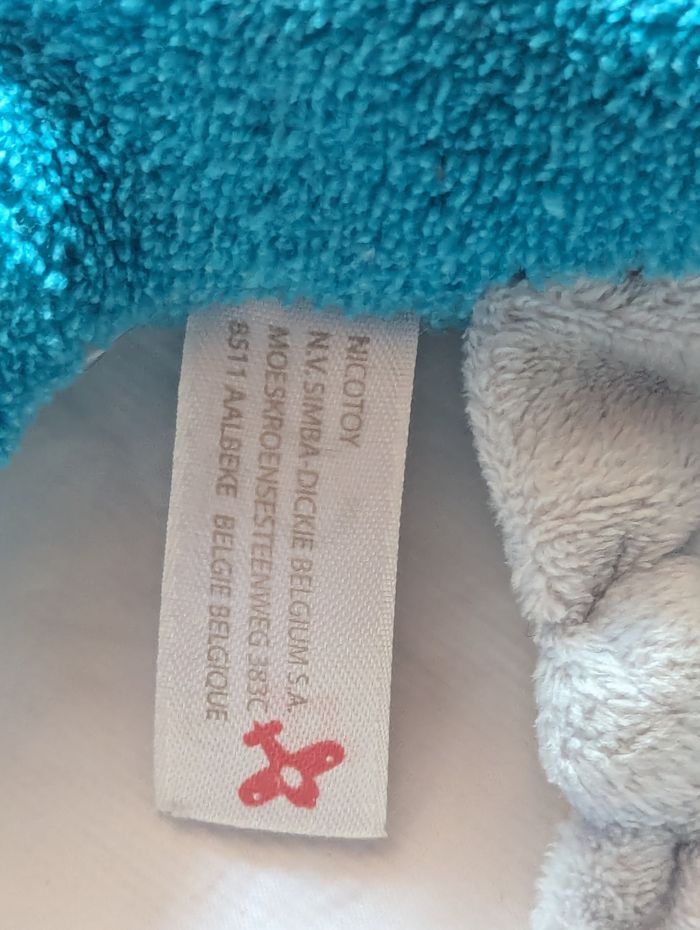 NICOTOY
N.V. SIMBA-DICKIE BELGIUM S.A.
MOESKROENSESTEENWEG 383C
8511 AALBEKE BELGIE BELGIQUE